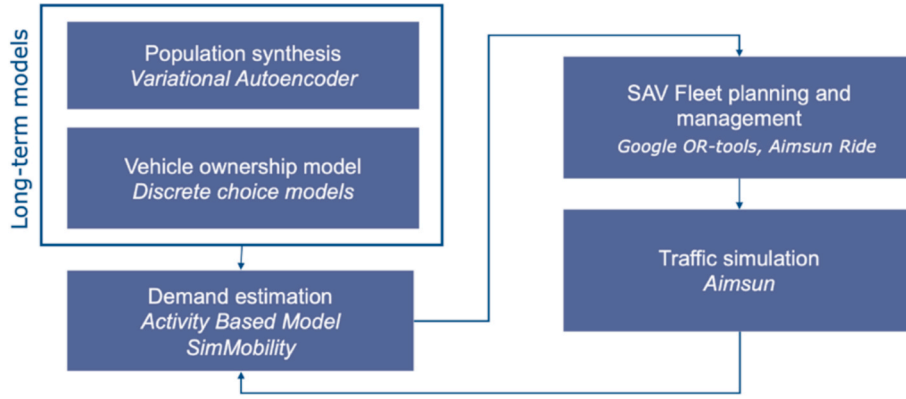 Long-term models
Population synthesis
Variational Autoencoder
Vehicle ownership model
Discrete choice models
Demand estimation
Activity Based Model
SimMobility
SAV Fleet planning and
management
Google OR-tools, Aimsun Ride
Traffic simulation
Aimsun